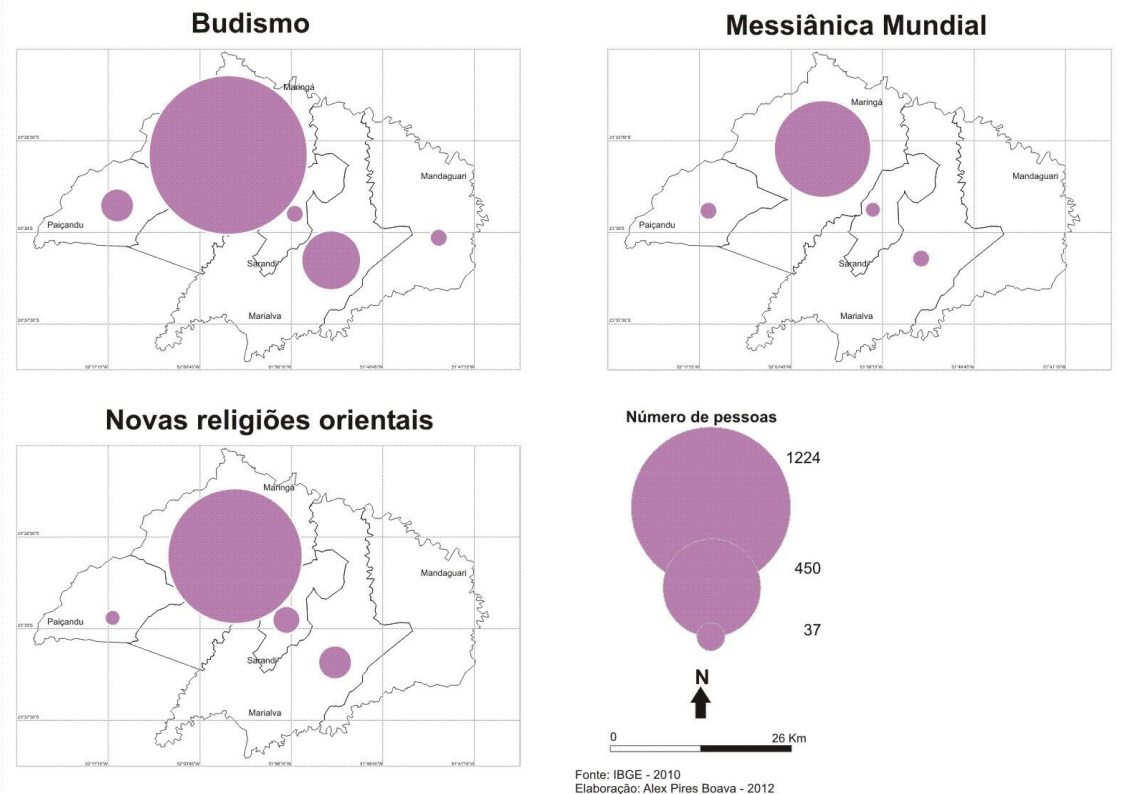 Budismo
Maringá
Mandaguari
Paiçandu
Sarandi
Marialva
Messiânica Mundial
Maringá
Mandaguari
Paiçandu
Sarandi
Marialva
Novas religiões orientais
Maringá
Mandaguari
Paiçandu
Sarandi
Marialva
Número de pessoas
1224
450
37
N
0 26 Km
Fonte: IBGE - 2010
Elaboração: Alex Pires Boava - 2012